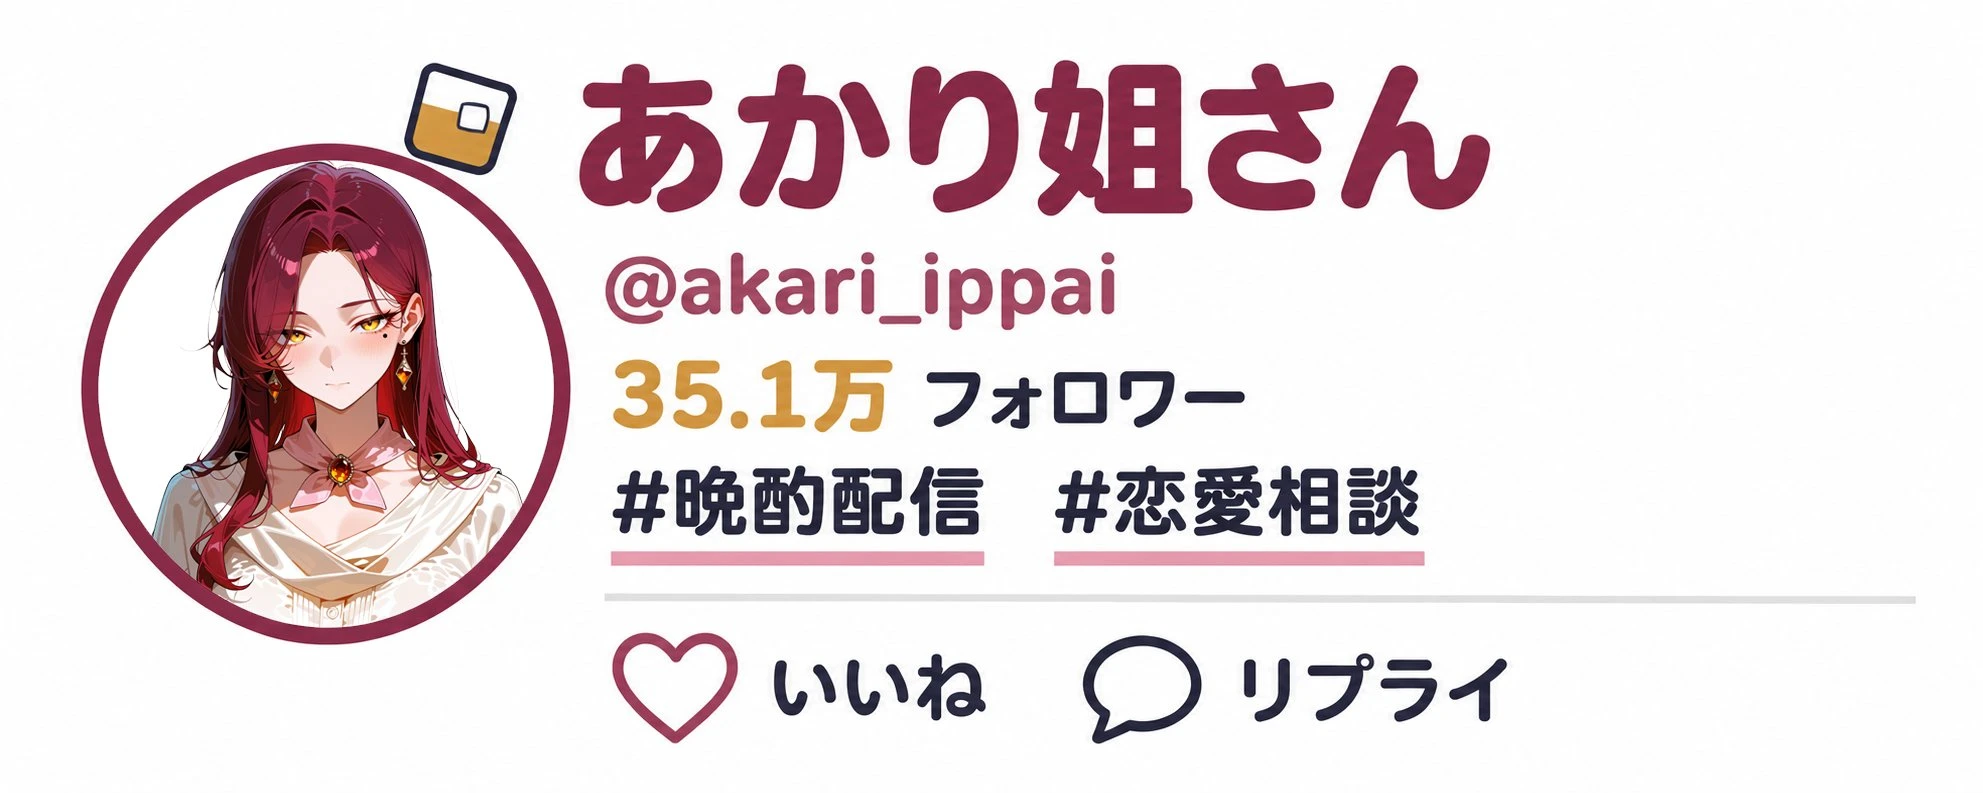 あかり姐さん
@akari_ippai
35.1万 フォロワー
#晩酌配信 #恋愛相談
いいね リプライ